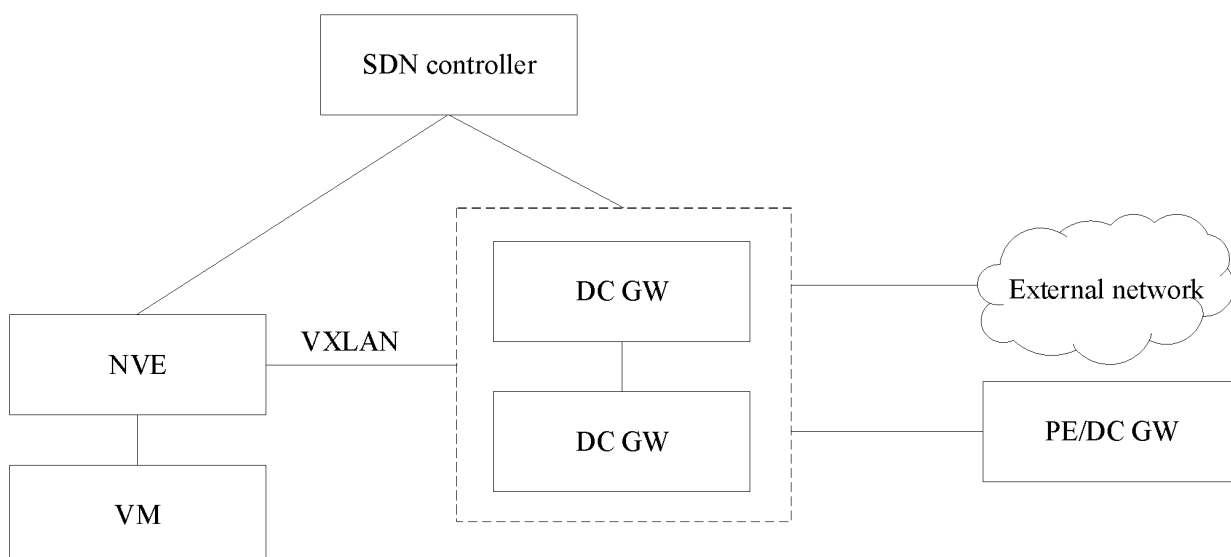 SDN controller
DC GW
External network
VXLAN
NVE
DC GW
PE/DC GW
VM